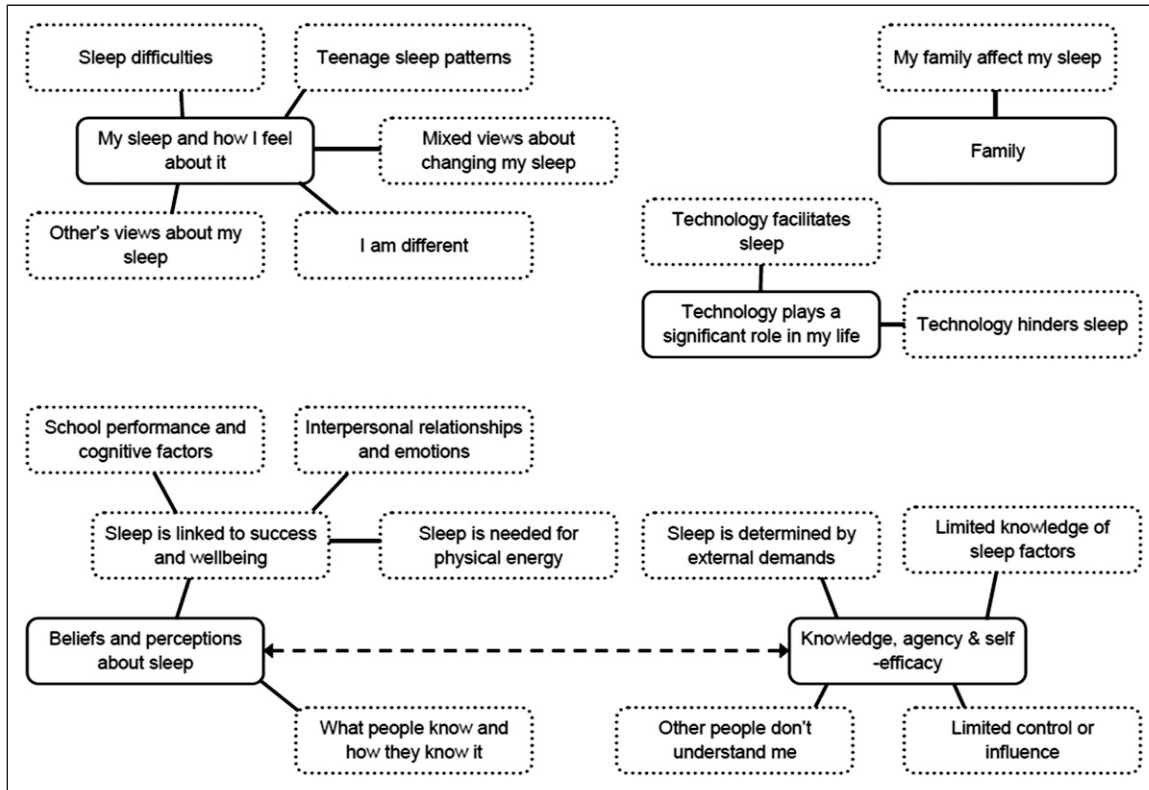 Sleep difficulties
Teenage sleep patterns
My sleep and how I feel
about it
Mixed views about
changing my sleep
Other's views about my
sleep
I am different
My family affect my sleep
Family
Technology facilitates
sleep
Technology plays a
significant role in my life
Technology hinders sleep
School performance and
cognitive factors
Interpersonal relationships
and emotions
Sleep is linked to success
and wellbeing
Sleep is needed for
physical energy
Beliefs and perceptions
about sleep
What people know and
how they know it
Sleep is determined by
external demands
Limited knowledge of
sleep factors
Knowledge, agency & self
-efficacy
Other people don't
understand me
Limited control or
influence